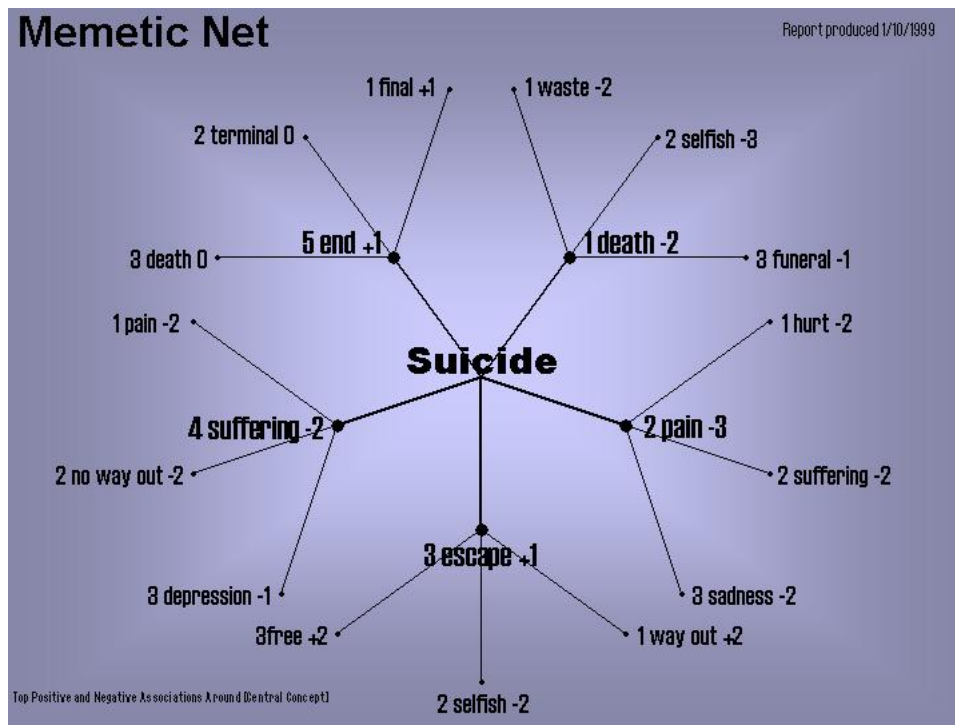 Memetic Net
Report produced 1/10/1999
1 final +1
1 waste -2
2 terminal 0
2 selfish -3
5 end +1
1 death -2
3 death 0
3 funeral -1
1 pain -2
1 hurt -2
Suicide
4 suffering -2
2 pain -3
2 no way out -2
2 suffering -2
3 escape +1
3 depression -1
3 sadness -2
3free +2
1 way out +2
Top Positive and Negative Associations Around [Central Concept]
2 selfish -2